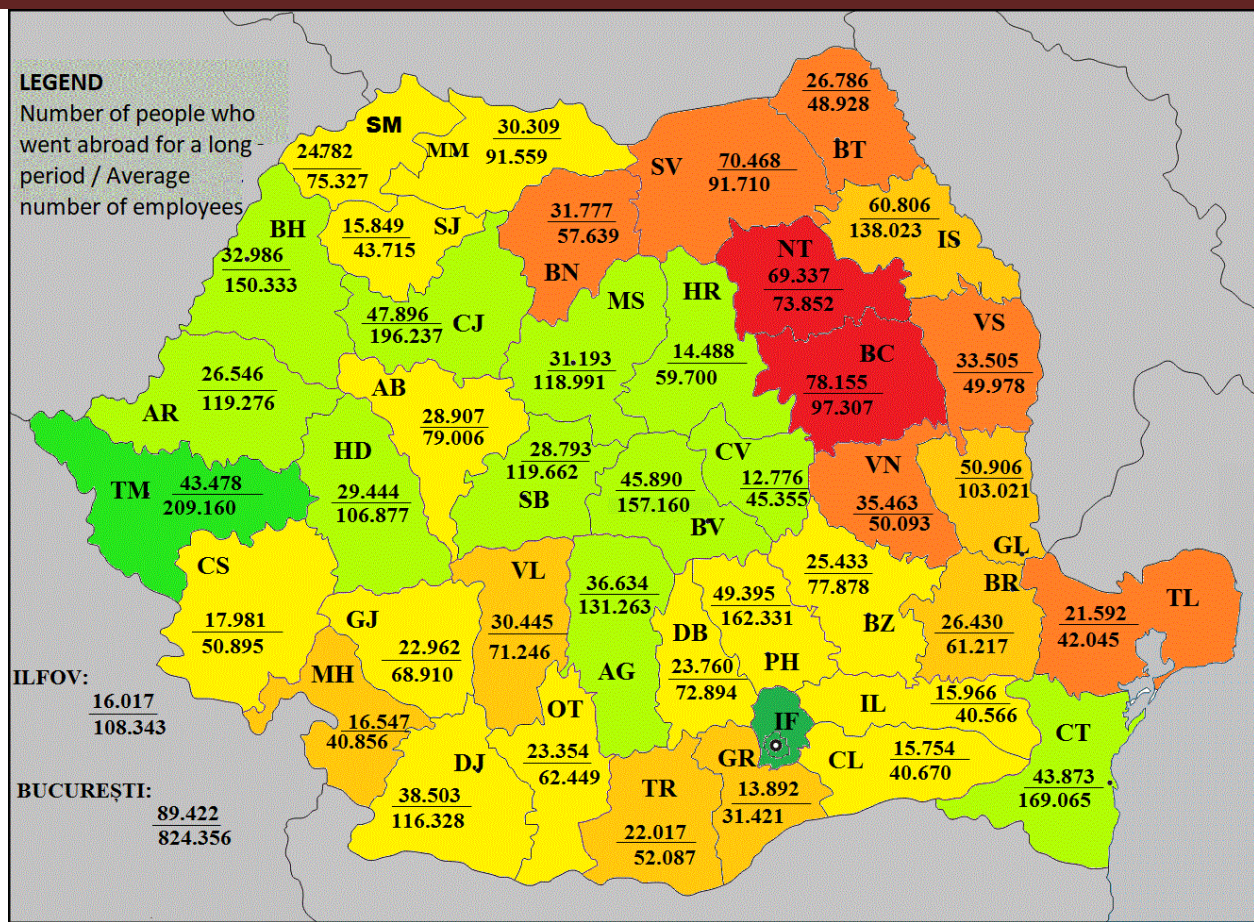 LEGEND
Number of people who
went abroad for a long -
period / Average
number of employees
SM
24782
75.327
MM
30.309
91.559
SV
70.468
91.710
26.786
48.928
BT
BH
32.986
150.333
15.849
43.715
SJ
31.777
57.639
BN
60.806
138.023
IS
NT
69.337
73.852
47.896
196.237
CJ
MS
31.193
118.991
HR
14.488
59.700
BC
78.155
97.307
VS
33.505
49.978
26.546
119.276
AR
AB
28.907
79.006
HD
29.444
106.877
28.793
119.662
SB
45.890
157.160
BV
CV
12.776
45.355
VN
35.463
50.093
50.906
103.021
GL
TM
43.478
209.160
CS
17.981
50.895
GJ
22.962
68.910
VL
30.445
71.246
36.634
131.263
AG
DB
23.760
72.894
49.395
162.331
PH
25.433
77.878
BZ
BR
26.430
61.217
21.592
42.045
TL
ILFOV:
16.017
108.343
MH
16.547
40.856
OT
23.354
62.449
IF
IL
15.966
40.566
CT
43.873
169.065
BUCUREȘTI:
89.422
824.356
DJ
38.503
116.328
TR
22.017
52.087
GR
13.892
31.421
CL
15.754
40.670